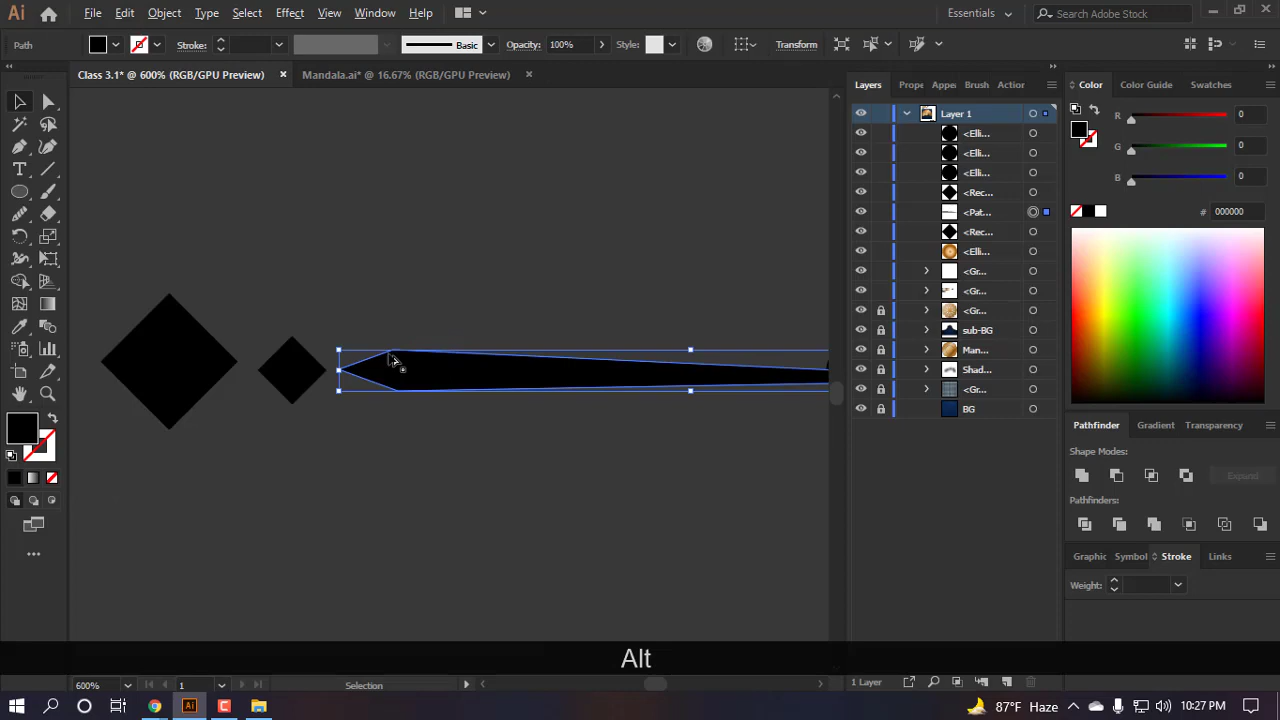 Ai File Edit Object Type Select Effect View Window Help Essentials Search Adobe Stock
Path Stroke: Basic Opacity: 100% Style: Transform
Class 3.1* @ 600% (RGB/GPU Preview) × Mandala.ai* @ 16.67% (RGB/GPU Preview) ×
Layers Prope Appe Brush Action
Layer 1
<Elli...
<Elli...
<Elli...
<Rec...
<Pat...
<Rec...
<Elli...
<Gr...
<Gr...
<Gr...
sub-BG
Man...
Shad...
<Gr...
BG
1 Layer
Color Color Guide Swatches
R 0
G 0
B 0
# 000000
Pathfinder Gradient Transparency
Shape Modes:
Expand
Pathfinders:
Graphic Symbol Stroke Links
Weight:
Alt
600% 1 Selection
Ai 87°F Haze 10:27 PM